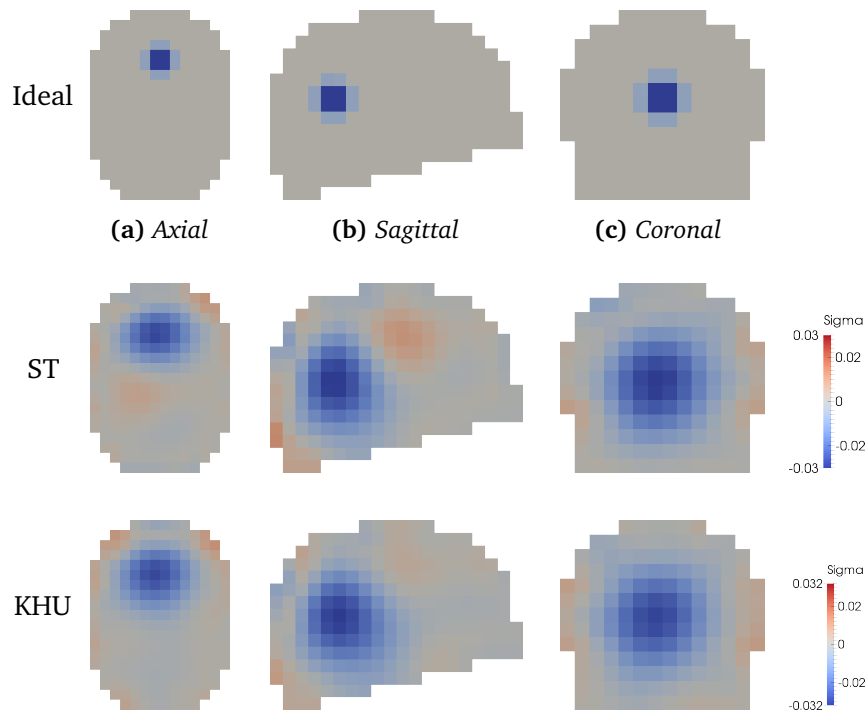 Ideal
(a) Axial
(b) Sagittal
(c) Coronal
ST
Sigma
0.03
0.02
0
-0.02
-0.03
KHU
Sigma
0.032
0.02
0
-0.02
-0.032